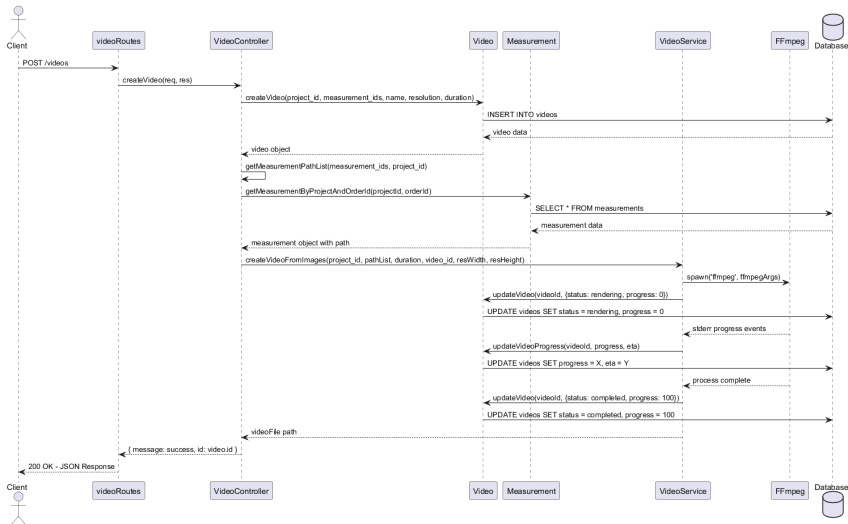 Client videoRoutes VideoController Video Measurement VideoService FFmpeg Database
POST /videos
createVideo(req, res)
createVideo(project_id, measurement_ids, name, resolution, duration)
INSERT INTO videos
video data
video object
getMeasurementPathList(measurement_ids, project_id)
getMeasurementByProjectAndOrderId(projectId, orderId)
SELECT * FROM measurements
measurement data
measurement object with path
createVideoFromImages(project_id, pathList, duration, video_id, resWidth, resHeight)
spawn('ffmpeg', ffmpegArgs)
updateVideo(videoId, {status: rendering, progress: 0})
UPDATE videos SET status = rendering, progress = 0
stderr progress events
updateVideoProgress(videoId, progress, eta)
UPDATE videos SET progress = X, eta = Y
process complete
updateVideo(videoId, {status: completed, progress: 100})
UPDATE videos SET status = completed, progress = 100
videoFile path
{ message: success, id: video.id }
200 OK - JSON Response
Client videoRoutes VideoController Video Measurement VideoService FFmpeg Database